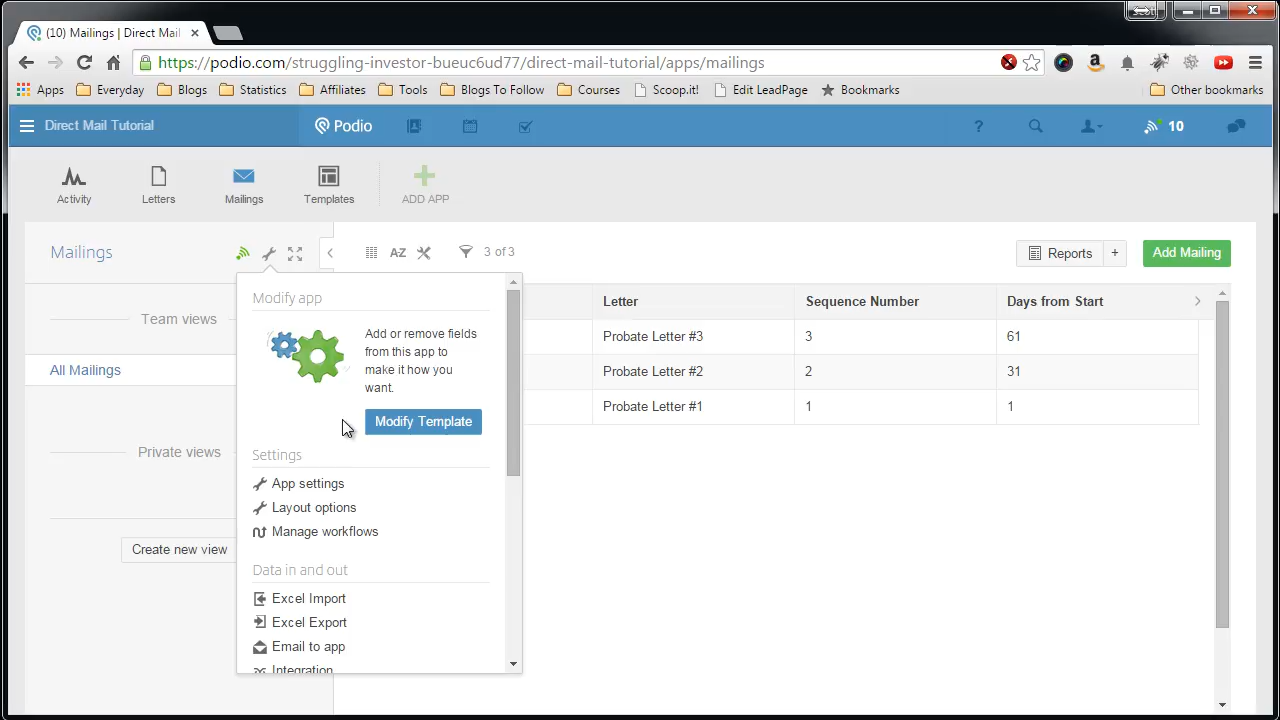 (10) Mailings | Direct Mail
https://podio.com/struggling-investor-bueuc6ud77/direct-mail-tutorial/apps/mailings
Apps Everyday Blogs Statistics Affiliates Tools Blogs To Follow Courses Scoop.it! Edit LeadPage Bookmarks Other bookmarks
Direct Mail Tutorial Podio ? 10
Activity Letters Mailings Templates ADD APP
Mailings A-Z 3 of 3 Reports + Add Mailing
Modify app
Team views
All Mailings
Private views
Create new view
Add or remove fields
from this app to
make it how you
want.
Modify Template
Settings
App settings
Layout options
Manage workflows
Data in and out
Excel Import
Excel Export
Email to app
Integration
Letter Sequence Number Days from Start
Probate Letter #3 3 61
Probate Letter #2 2 31
Probate Letter #1 1 1